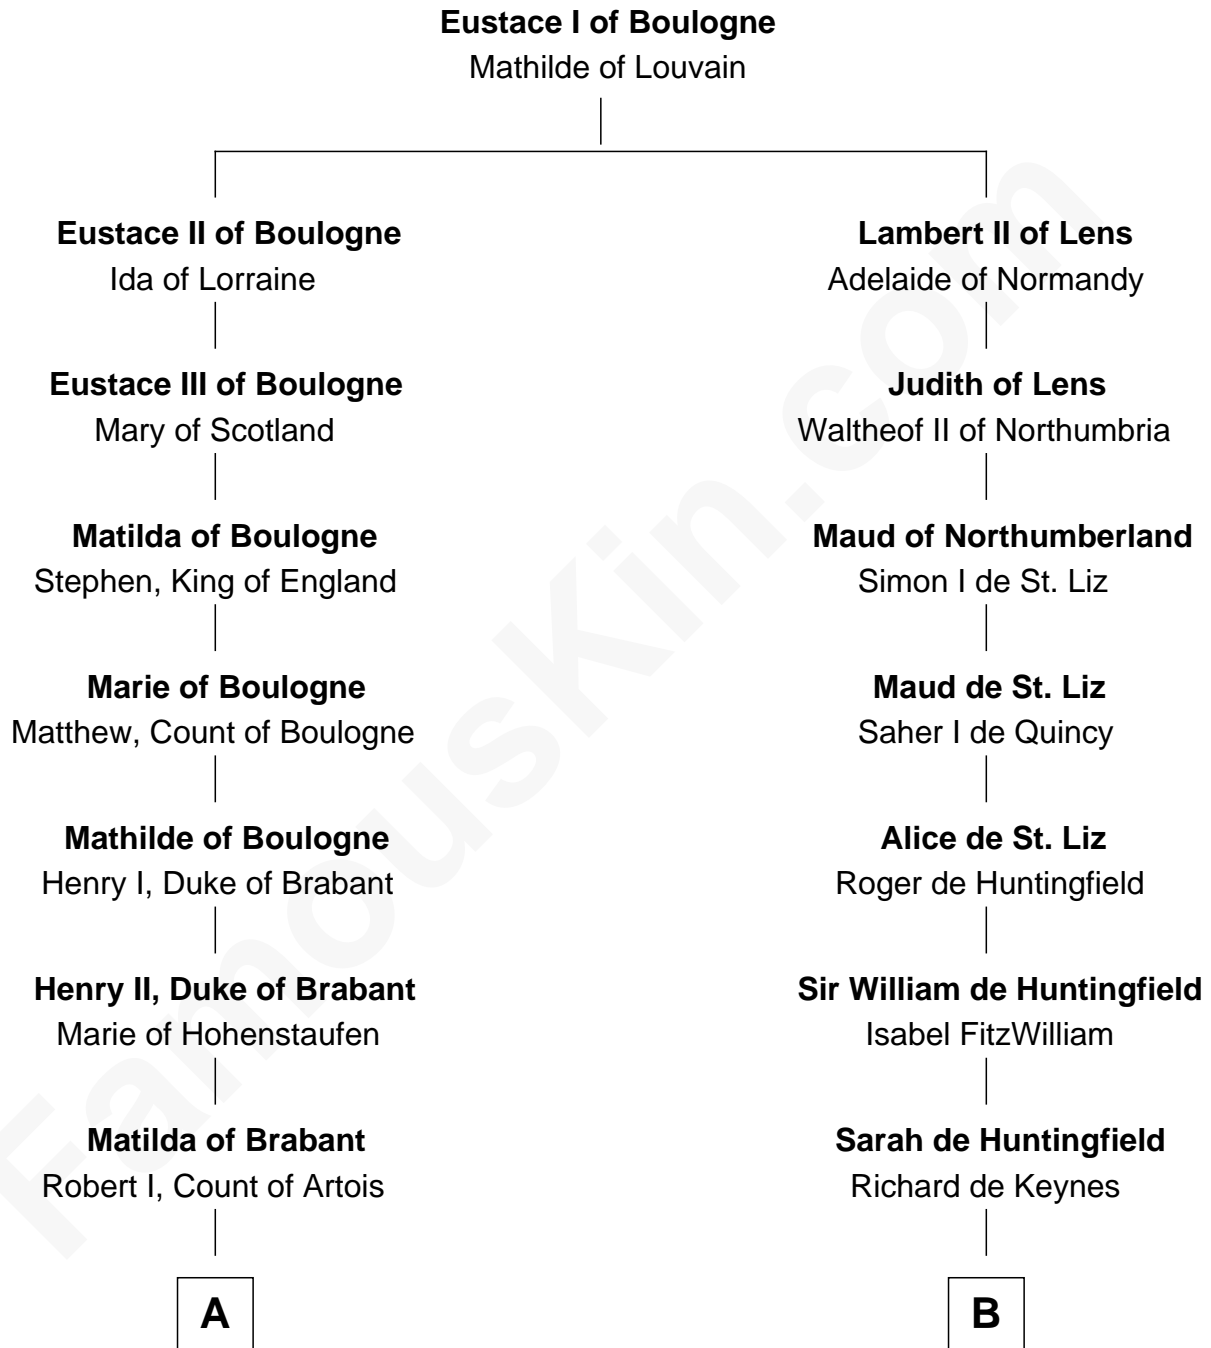 Eustace I of Boulogne
Mathilde of Louvain
Eustace II of Boulogne
Ida of Lorraine
Lambert II of Lens
Adelaide of Normandy
Eustace III of Boulogne
Mary of Scotland
Judith of Lens
Waltheof II of Northumbria
Matilda of Boulogne
Stephen, King of England
Maud of Northumberland
Simon I de St. Liz
Marie of Boulogne
Matthew, Count of Boulogne
Maud de St. Liz
Saher I de Quincy
Mathilde of Boulogne
Henry I, Duke of Brabant
Alice de St. Liz
Roger de Huntingfield
Henry II, Duke of Brabant
Marie of Hohenstaufen
Sir William de Huntingfield
Isabel FitzWilliam
Matilda of Brabant
Robert I, Count of Artois
Sarah de Huntingfield
Richard de Keynes
A
B
FamousKin.com